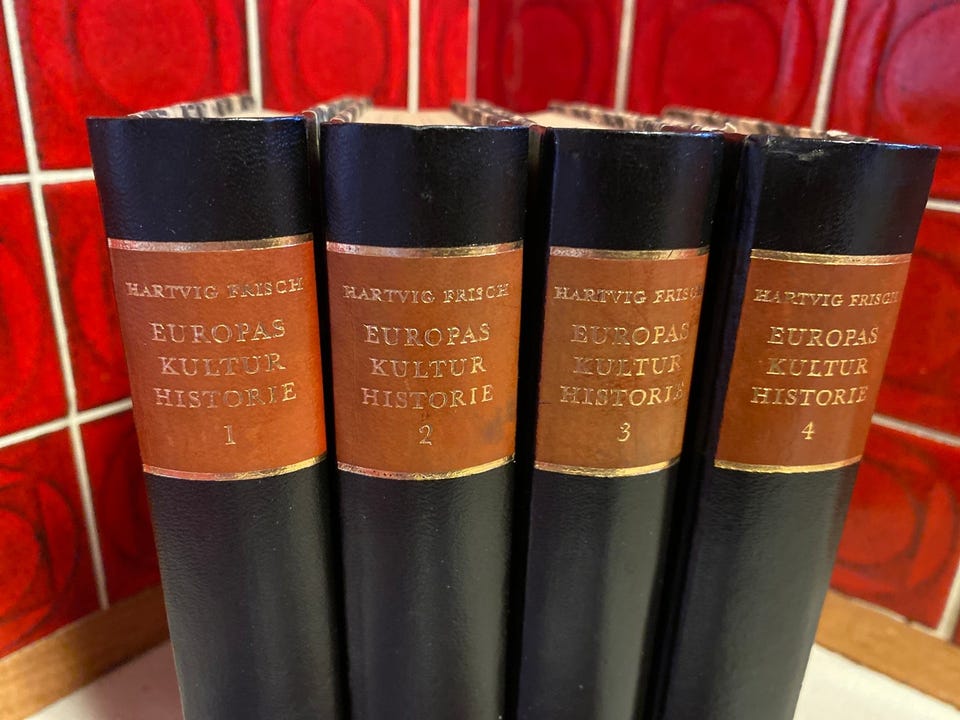 HARTVIG FRISCH
EUROPAS
KULTUR
HISTORIE
1
HARTVIG FRISCH
EUROPAS
KULTUR
HISTORIE
2
HARTVIG FRISCH
EUROPAS
KULTUR
HISTORIE
3
HARTVIG FRISCH
EUROPAS
KULTUR
HISTORIE
4